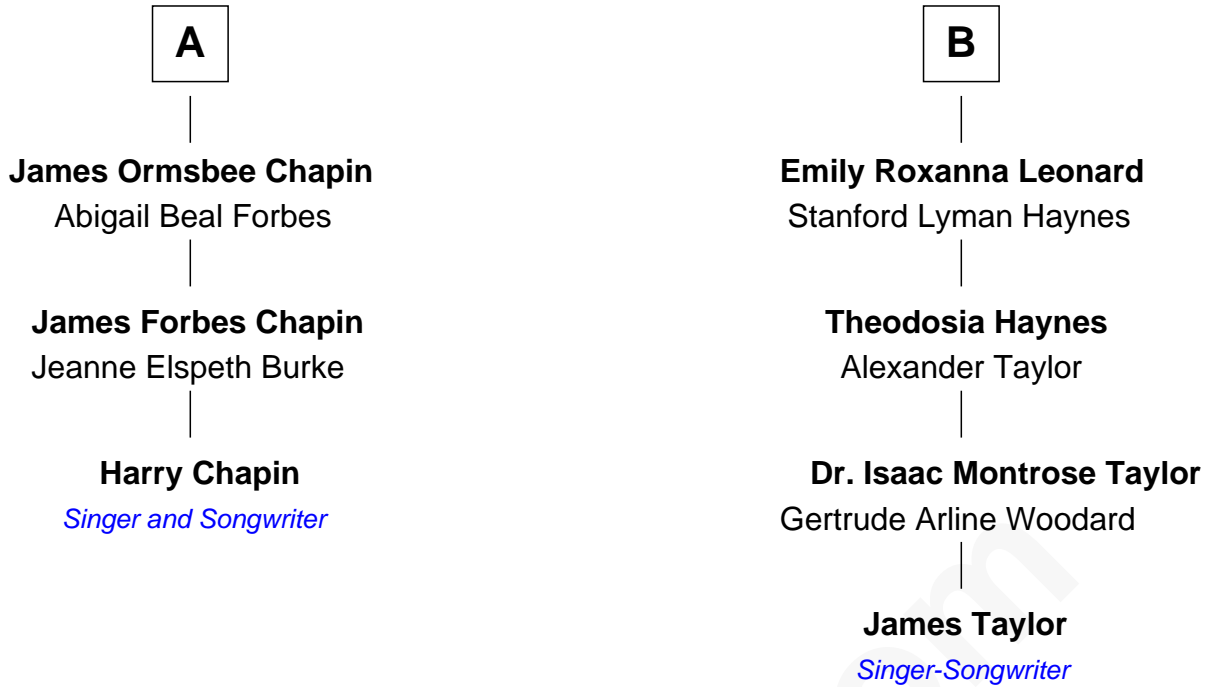 A
James Ormsbee Chapin
Abigail Beal Forbes
James Forbes Chapin
Jeanne Elspeth Burke
Harry Chapin
Singer and Songwriter
B
Emily Roxanna Leonard
Stanford Lyman Haynes
Theodosia Haynes
Alexander Taylor
Dr. Isaac Montrose Taylor
Gertrude Arline Woodard
James Taylor
Singer-Songwriter